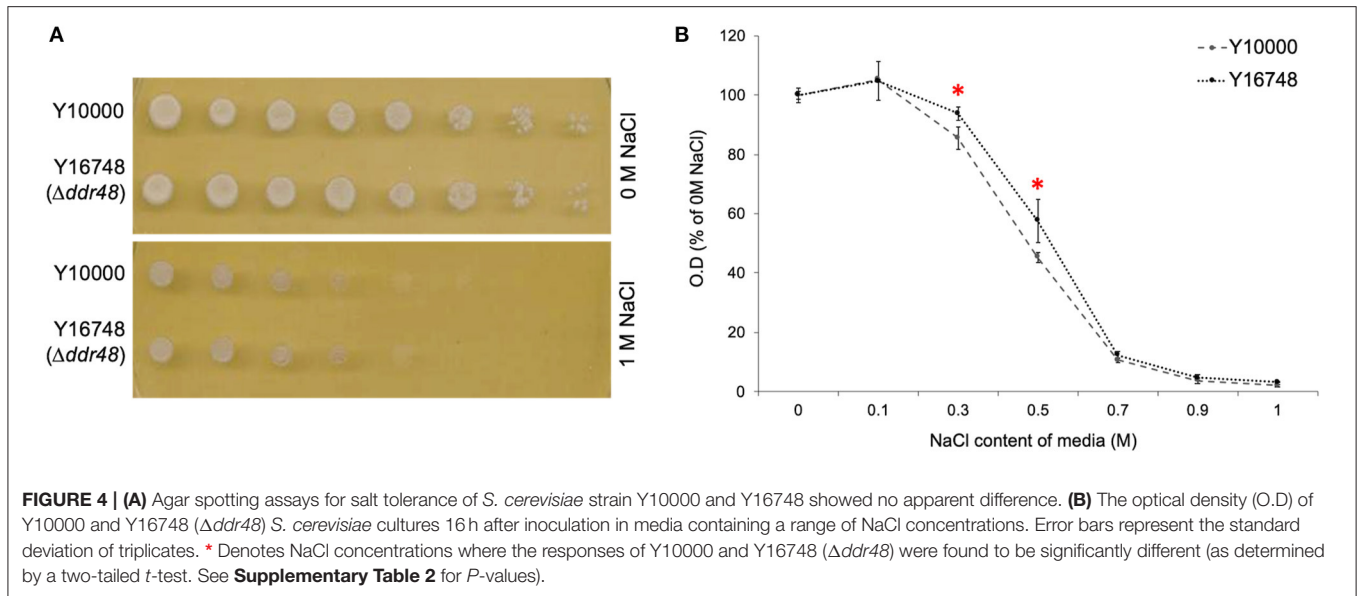 A
Y10000
Y16748
(Δddr48)
0 M NaCl
Y10000
Y16748
(Δddr48)
1 M NaCl
B
120
100
80
60
40
20
0
O.D (% of 0M NaCl)
*
*
Y10000
Y16748
0 0.1 0.3 0.5 0.7 0.9 1
NaCl content of media (M)
FIGURE 4 | (A) Agar spotting assays for salt tolerance of S. cerevisiae strain Y10000 and Y16748 showed no apparent difference. (B) The optical density (O.D) of
Y10000 and Y16748 (Δddr48) S. cerevisiae cultures 16 h after inoculation in media containing a range of NaCl concentrations. Error bars represent the standard
deviation of triplicates. * Denotes NaCl concentrations where the responses of Y10000 and Y16748 (Δddr48) were found to be significantly different (as determined
by a two-tailed t-test. See Supplementary Table 2 for P-values).